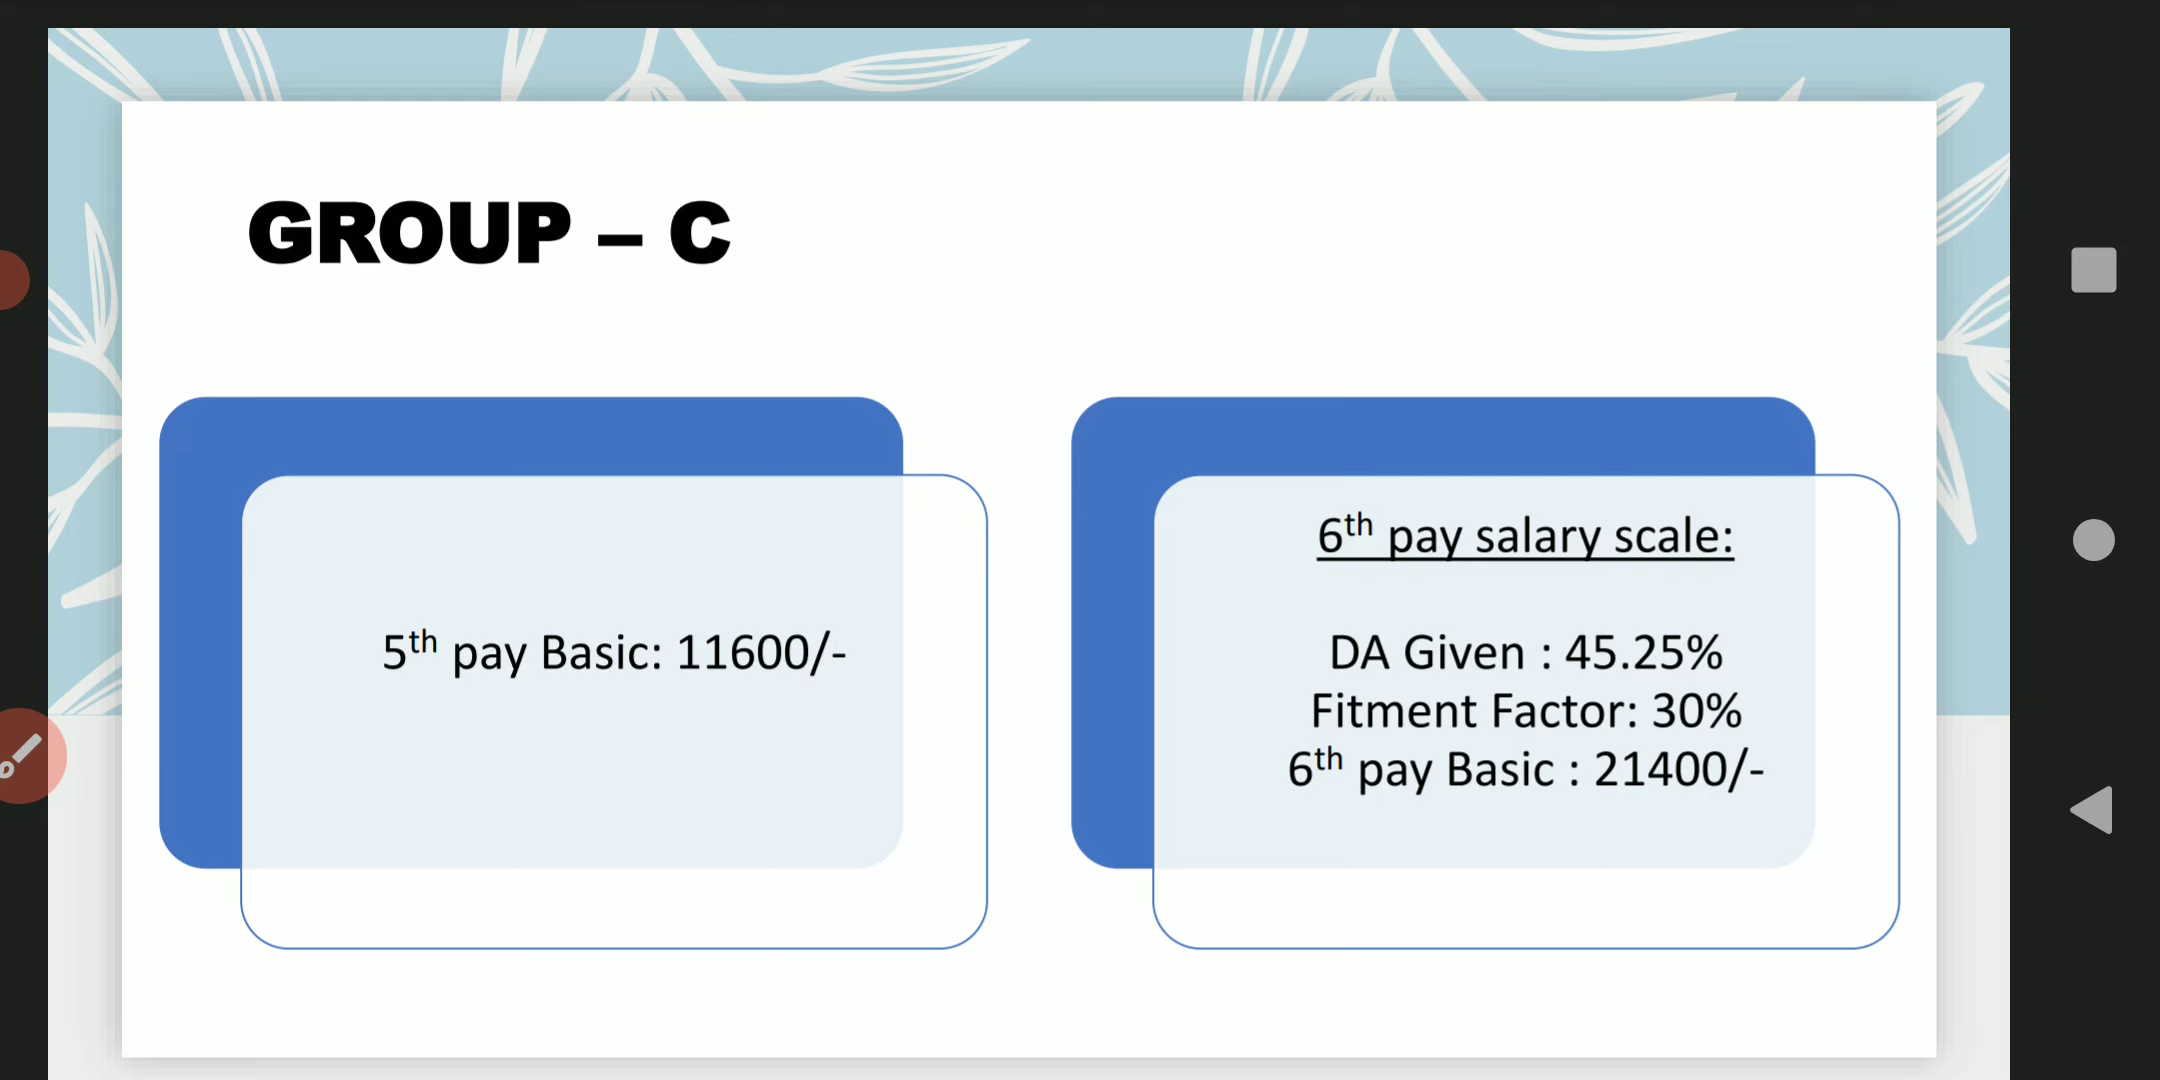 GROUP – C
5th pay Basic: 11600/-
6th pay salary scale:
DA Given : 45.25%
Fitment Factor: 30%
6th pay Basic : 21400/-